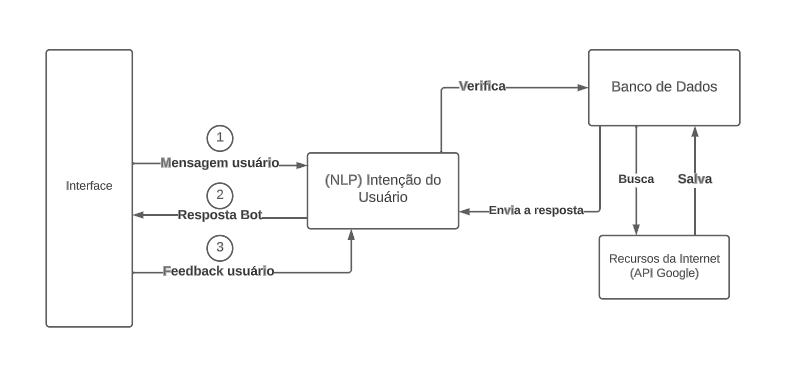 Verifica
Banco de Dados
1
Mensagem usuário
(NLP) Intenção do
Usuário
Interface
2
Resposta Bot
Envia a resposta
Busca
Salva
3
Feedback usuário
Recursos da Internet
(API Google)